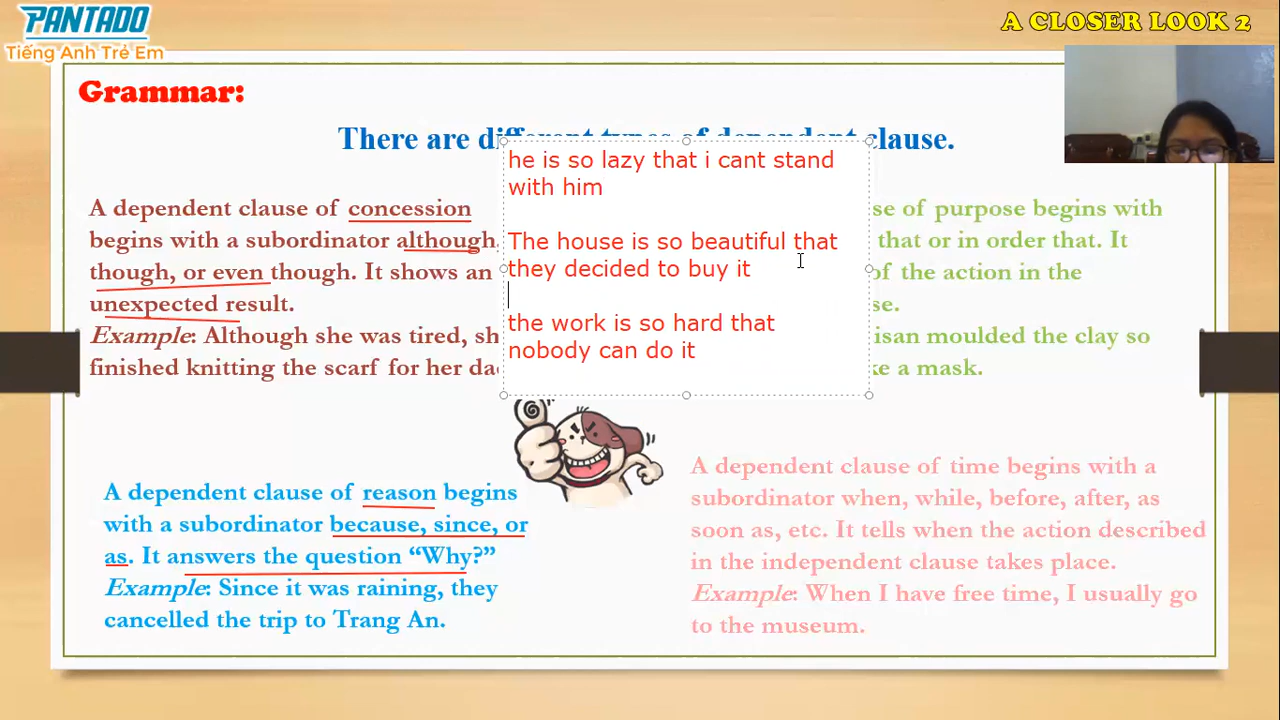 PANTADO
Tiếng Anh Trẻ Em
A CLOSER LOOK 2
Grammar:
There are different types of dependent clause.
A dependent clause of concession
begins with a subordinator although,
though, or even though. It shows an
unexpected result.
Example: Although she was tired, sh
finished knitting the scarf for her da
he is so lazy that i cant stand
with him
The house is so beautiful that
they decided to buy it
the work is so hard that
nobody can do it
se of purpose begins with
that or in order that. It
of the action in the
se.
isan moulded the clay so
ke a mask.
A dependent clause of reason begins
with a subordinator because, since, or
as. It answers the question “Why?”
Example: Since it was raining, they
cancelled the trip to Trang An.
A dependent clause of time begins with a
subordinator when, while, before, after, as
soon as, etc. It tells when the action described
in the independent clause takes place.
Example: When I have free time, I usually go
to the museum.